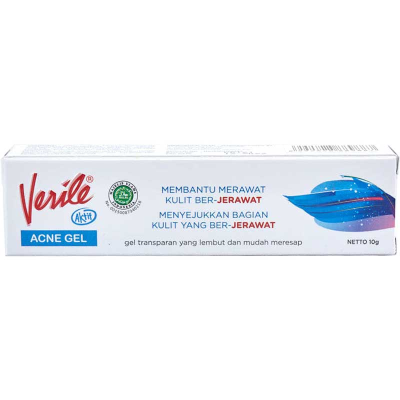 Verile®
Aktif
ACNE GEL
MEMBANTU MERAWAT
KULIT BER-JERAWAT
MENYEJUKKAN BAGIAN
KULIT YANG BER-JERAWAT
gel transparan yang lembut dan mudah meresap
NETTO 10g